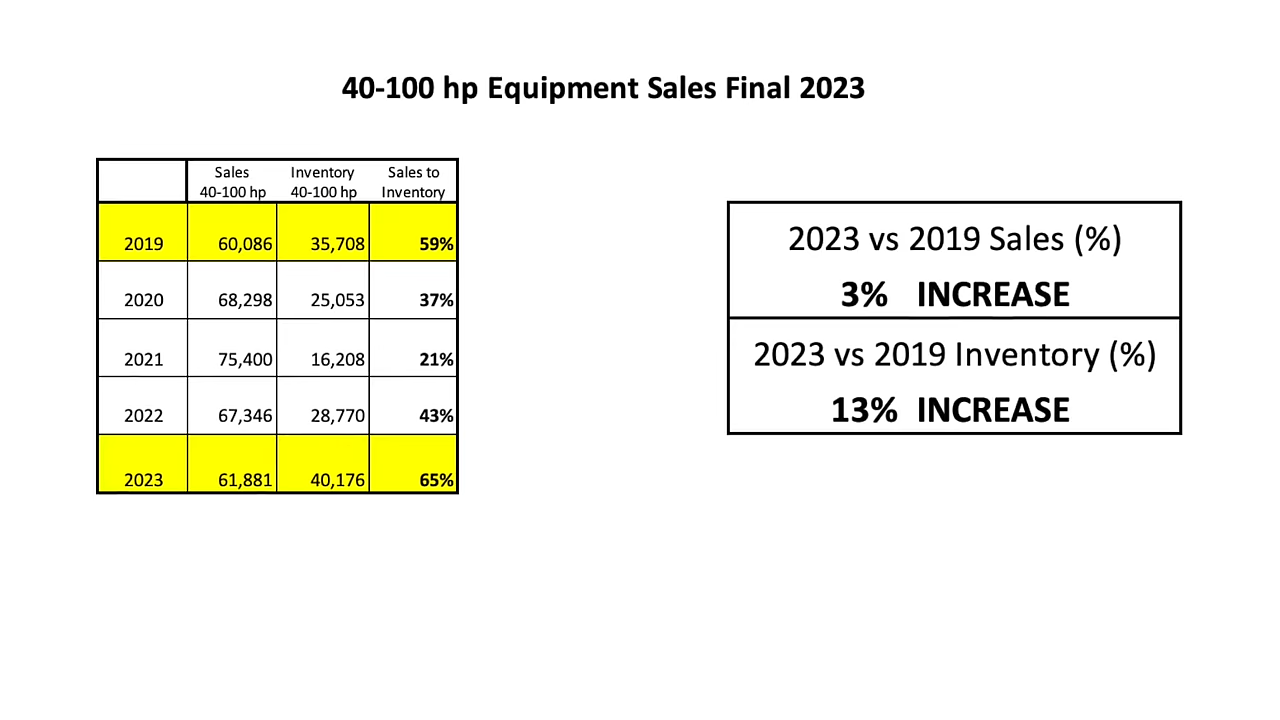 40-100 hp Equipment Sales Final 2023
Sales Inventory Sales to
40-100 hp 40-100 hp Inventory
2019 60,086 35,708 59%
2020 68,298 25,053 37%
2021 75,400 16,208 21%
2022 67,346 28,770 43%
2023 61,881 40,176 65%
2023 vs 2019 Sales (%)
3% INCREASE
2023 vs 2019 Inventory (%)
13% INCREASE